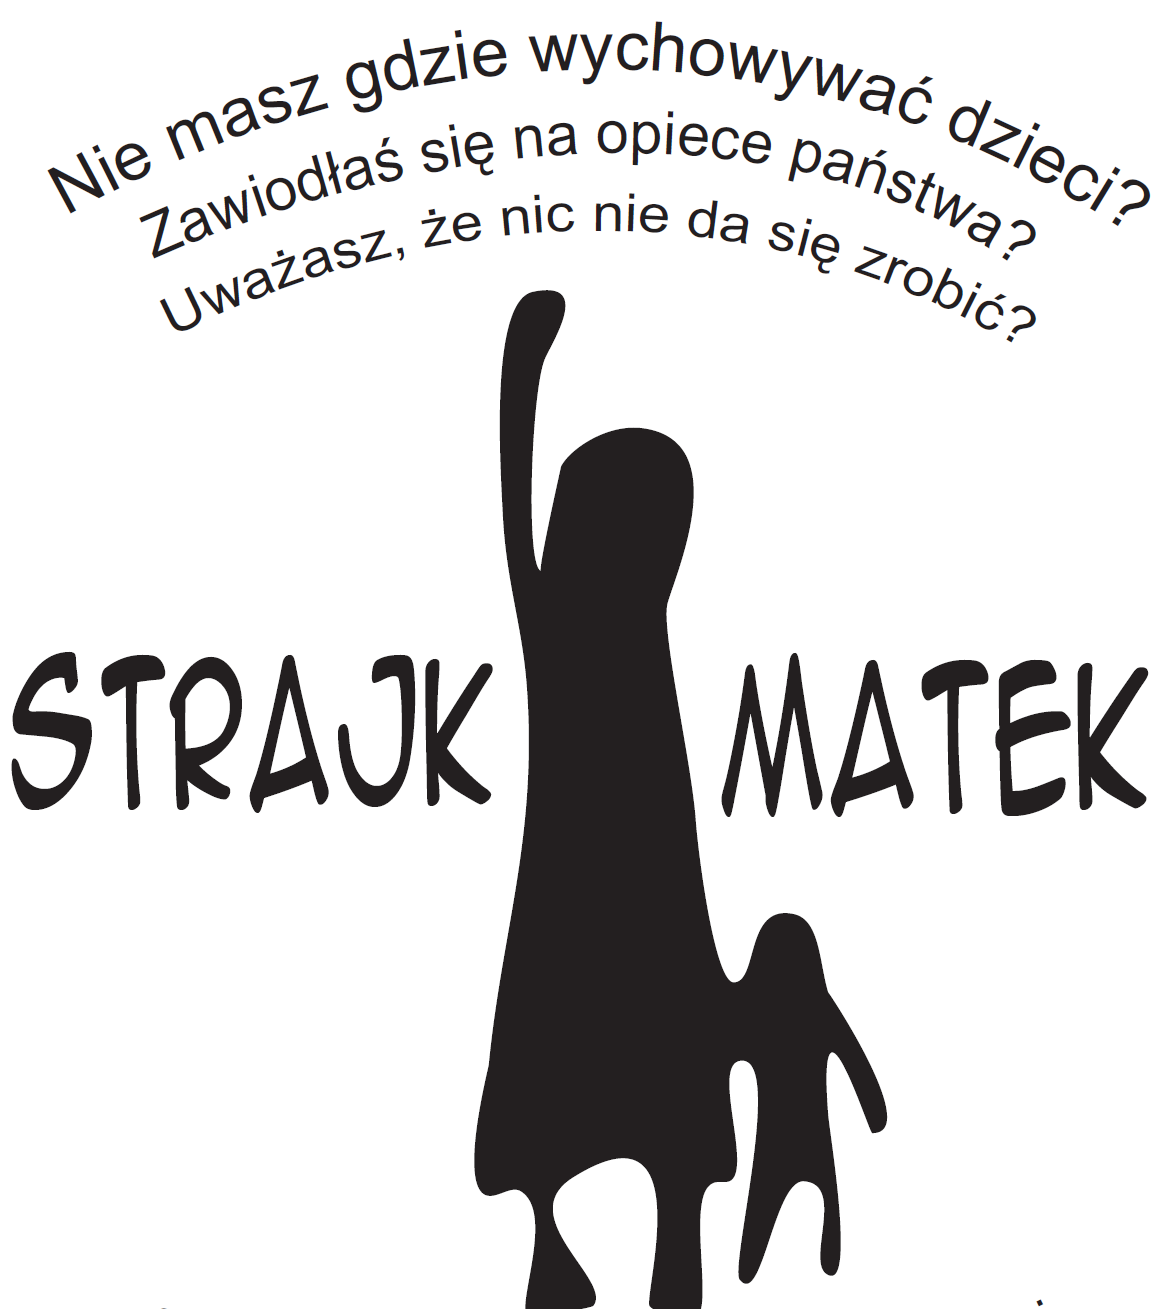 Nie masz gdzie wychowywać dzieci?
Zawiodłaś się na opiece państwa?
Uważasz, że nic nie da się zrobić?
STRAJK MATEK